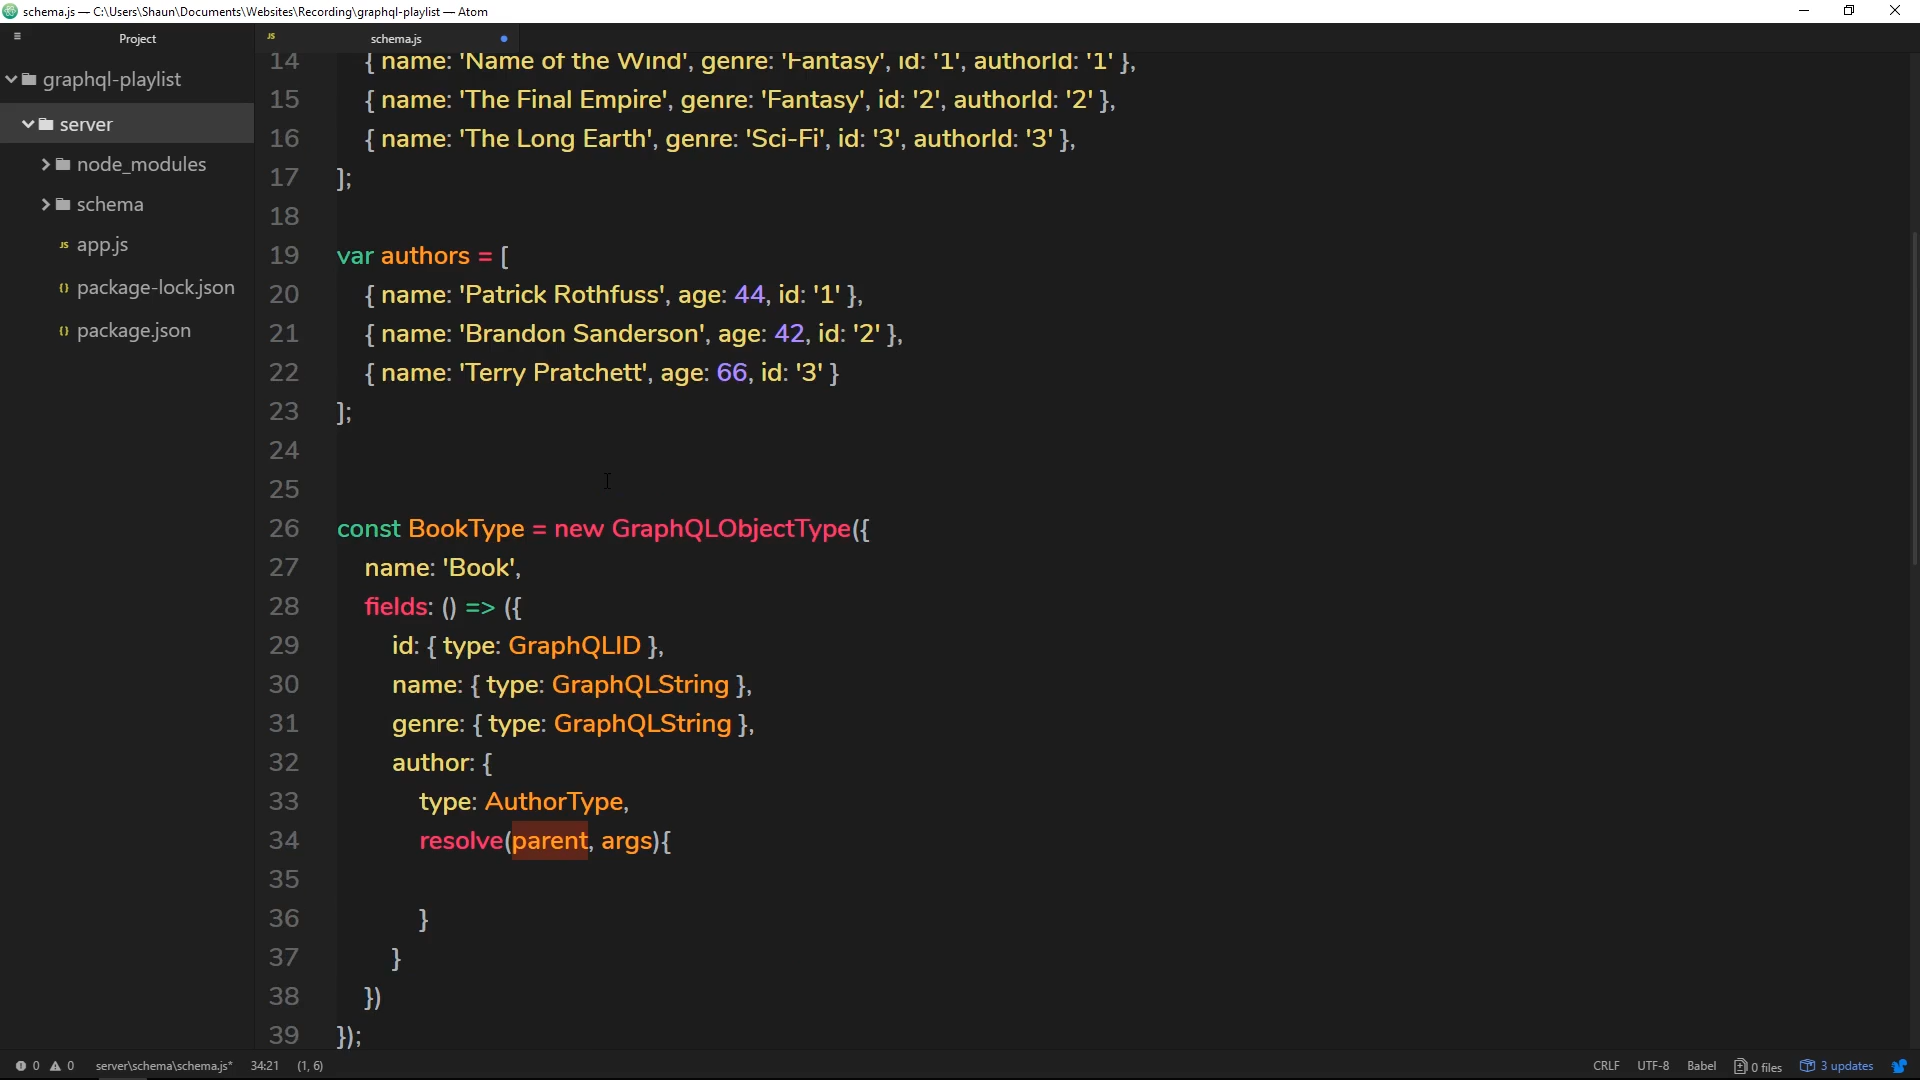 schema.js — C:\Users\Shaun\Documents\Websites\Recording\graphql-playlist — Atom
Project
schema.js
graphql-playlist
server
node_modules
schema
app.js
package-lock.json
package.json
14 { name: 'Name of the Wind', genre: 'Fantasy', id: '1', authorId: '1' },
15 { name: 'The Final Empire', genre: 'Fantasy', id: '2', authorId: '2' },
16 { name: 'The Long Earth', genre: 'Sci-Fi', id: '3', authorId: '3' },
17 ];
18
19 var authors = [
20 { name: 'Patrick Rothfuss', age: 44, id: '1' },
21 { name: 'Brandon Sanderson', age: 42, id: '2' },
22 { name: 'Terry Pratchett', age: 66, id: '3' }
23 ];
24
25
26 const BookType = new GraphQLObjectType({
27 name: 'Book',
28 fields: () => ({
29 id: { type: GraphQLID },
30 name: { type: GraphQLString },
31 genre: { type: GraphQLString },
32 author: {
33 type: AuthorType,
34 resolve(parent, args){
35
36 }
37 }
38 })
39 });
0 0 server\schema\schema.js* 34:21 (1, 6) CRLF UTF-8 Babel 0 files 3 updates